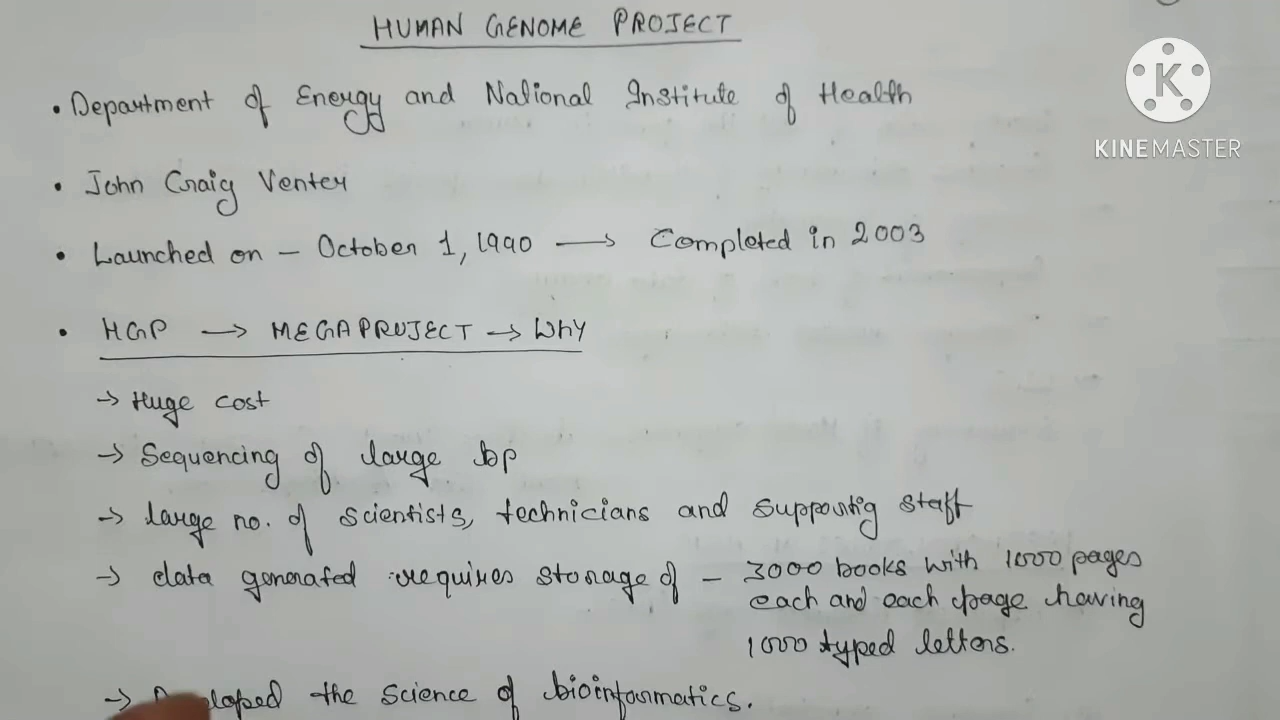 HUMAN GENOME PROJECT
• Department of Energy and National Institute of Health
K
KINEMASTER
• John Craig Venter
• Launched on – October 1, 1990 → Completed in 2003
• HGP → MEGAPROJECT → Why
→ Huge cost
→ Sequencing of large bp
→ large no. of scientists, technicians and supporting staff
→ data generated requires storage of – 3000 books with 1000 pages
each and each page having
1000 typed letters.
→ the science of bioinformatics.